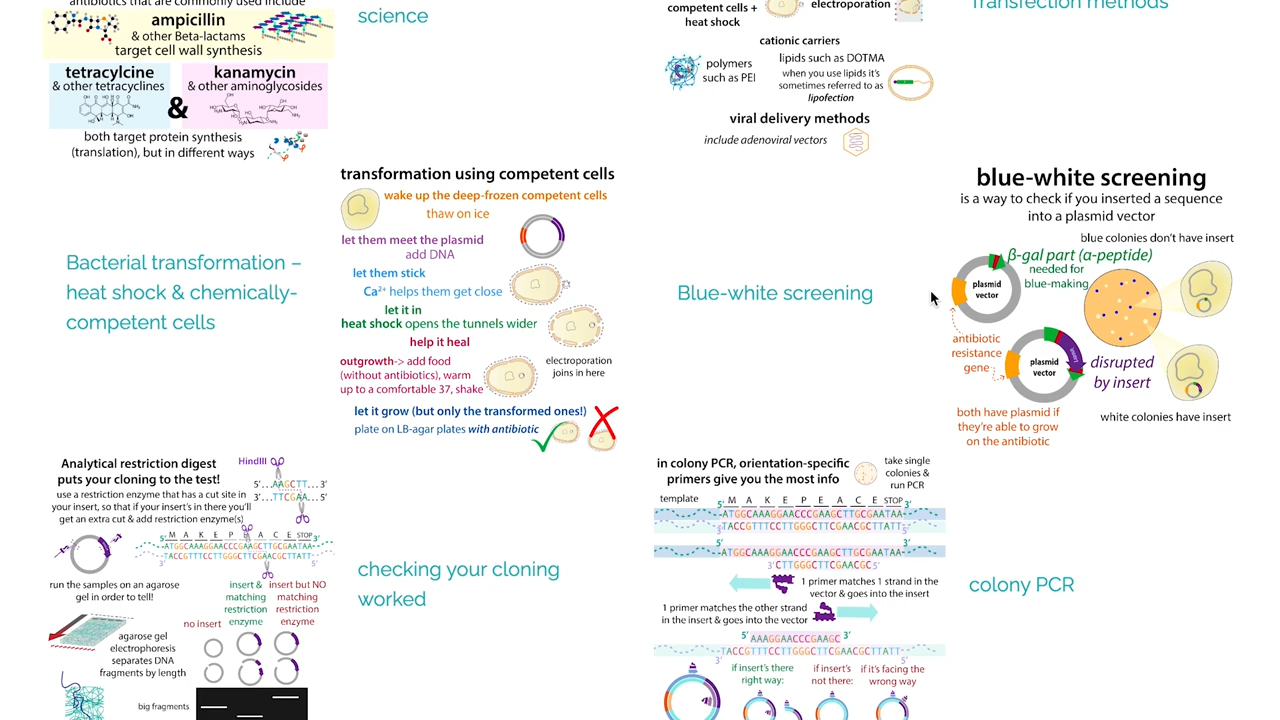 antibiotics that are commonly used include
ampicillin
& other Beta-lactams
target cell wall synthesis
tetracylcine
& other tetracyclines
&
kanamycin
& other aminoglycosides
both target protein synthesis
(translation), but in different ways
science
competent cells +
heat shock
electroporation
cationic carriers
polymers
such as PEI
lipids such as DOTMA
when you use lipids it's
sometimes referred to as
lipofection
viral delivery methods
include adenoviral vectors
Transfection methods
Bacterial transformation –
heat shock & chemically-
competent cells
transformation using competent cells
wake up the deep-frozen competent cells
thaw on ice
let them meet the plasmid
add DNA
let them stick
Ca2+ helps them get close
let it in
heat shock opens the tunnels wider
help it heal
outgrowth-> add food
(without antibiotics), warm
up to a comfortable 37, shake
electroporation
joins in here
let it grow (but only the transformed ones!)
plate on LB-agar plates with antibiotic
Blue-white screening
blue-white screening
is a way to check if you inserted a sequence
into a plasmid vector
blue colonies don't have insert
β-gal part (α-peptide)
needed for
blue-making
plasmid
vector
antibiotic
resistance
gene
plasmid
vector
disrupted
by insert
both have plasmid if
they're able to grow
on the antibiotic
white colonies have insert
Analytical restriction digest
puts your cloning to the test!
HindIII
use a restriction enzyme that has a cut site in
your insert, so that if your insert's in there you'll
get an extra cut & add restriction enzyme(s)
5'...AAGCTT...3'
3'...TTCGAA...5'
M A K E P E A C E STOP
5' 3'
ATGGCAAAGGAACCCGAAGCTTGCGAATAA
TACCGTTTCCTTGGGCTTCGAACGCTTATT
3' 5'
run the samples on an agarose
gel in order to tell!
no insert
insert &
matching
restriction
enzyme
insert but NO
matching
restriction
enzyme
agarose gel
electrophoresis
separates DNA
fragments by length
big fragments
checking your cloning
worked
in colony PCR, orientation-specific
primers give you the most info
take single
colonies &
run PCR
template
M A K E P E A C E STOP
5' 3'
ATGGCAAAGGAACCCGAAGCTTGCGAATAA
TACCGTTTCCTTGGGCTTCGAACGCTTATT
3' 5'
5' 3'
ATGGCAAAGGAACCCGAAGCTTGCGAATAA
3'CTTGGGCTTCGAACGC5'
1 primer matches 1 strand in the
vector & goes into the insert
1 primer matches the other strand
in the insert & goes into the vector
5' AAAGGAACCCGAAGC 3'
TACCGTTTCCTTGGGCTTCGAACGCTTATT
3' 5'
if insert's there
right way:
if insert's
not there:
if it's facing the
wrong way
colony PCR